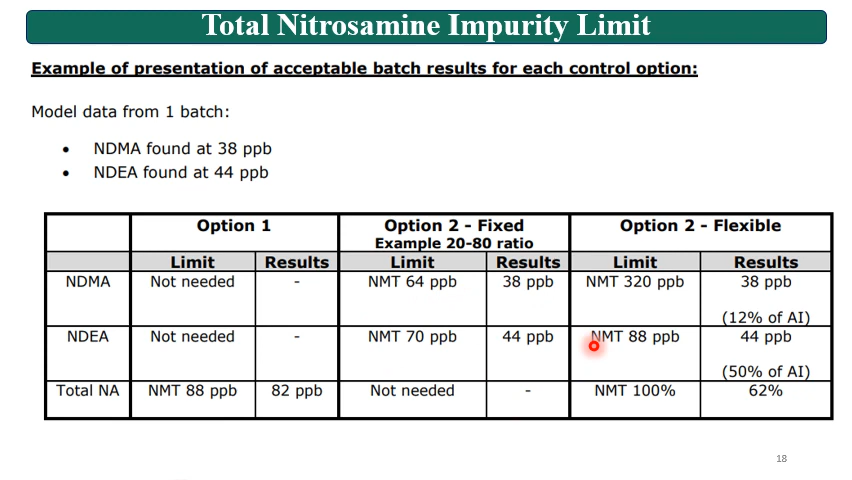 Total Nitrosamine Impurity Limit
Example of presentation of acceptable batch results for each control option:
Model data from 1 batch:
• NDMA found at 38 ppb
• NDEA found at 44 ppb
Option 1 Option 2 - Fixed Option 2 - Flexible
Example 20-80 ratio
Limit Results Limit Results Limit Results
NDMA Not needed - NMT 64 ppb 38 ppb NMT 320 ppb 38 ppb
(12% of AI)
NDEA Not needed - NMT 70 ppb 44 ppb NMT 88 ppb 44 ppb
(50% of AI)
Total NA NMT 88 ppb 82 ppb Not needed - NMT 100% 62%
18